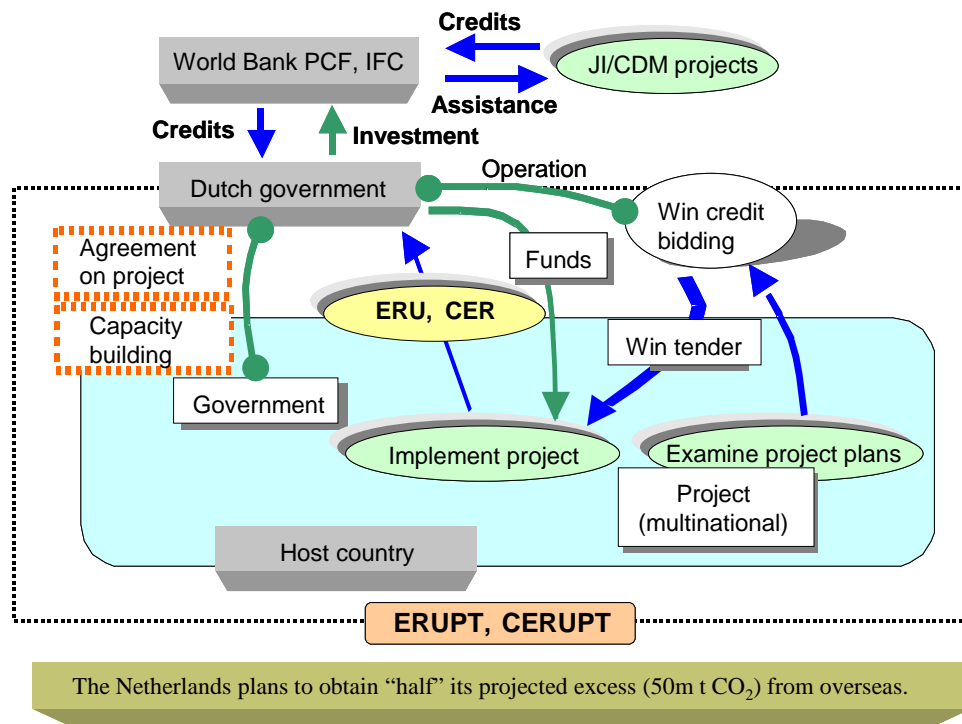 Credits
World Bank PCF, IFC
JI/CDM projects
Assistance
Credits
Investment
Dutch government
Operation
Win credit
bidding
Agreement
on project
Funds
ERU, CER
Capacity
building
Win tender
Government
Implement project
Examine project plans
Project
(multinational)
Host country
ERUPT, CERUPT
The Netherlands plans to obtain “half” its projected excess (50m t CO₂) from overseas.